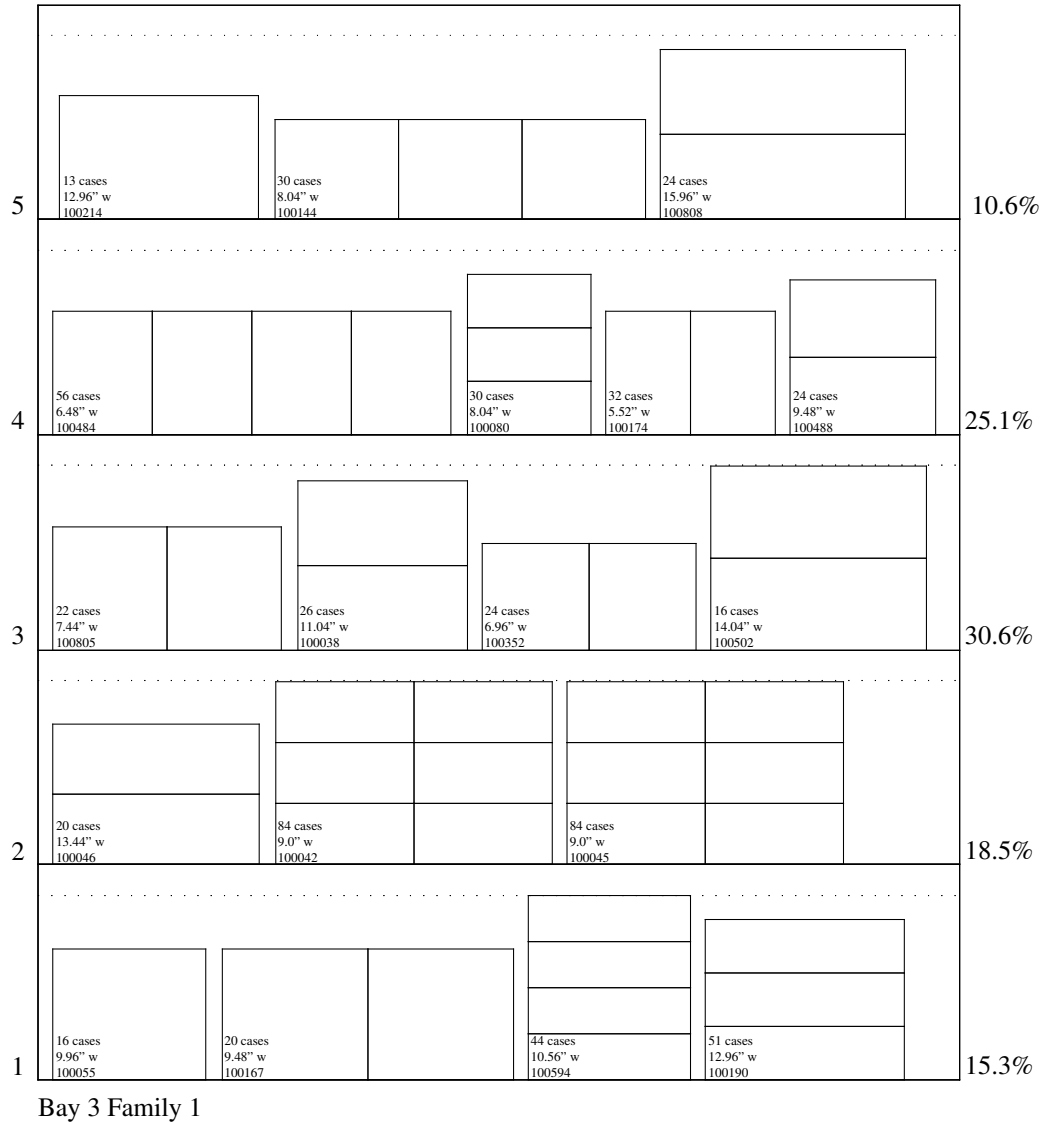 13 cases
12.96” w
100214
30 cases
8.04” w
100144
24 cases
15.96” w
100808
5
10.6%
56 cases
6.48” w
100484
30 cases
8.04” w
100080
32 cases
5.52” w
100174
24 cases
9.48” w
100488
4
25.1%
22 cases
7.44” w
100805
26 cases
11.04” w
100038
24 cases
6.96” w
100352
16 cases
14.04” w
100502
3
30.6%
20 cases
13.44” w
100046
84 cases
9.0” w
100042
84 cases
9.0” w
100045
2
18.5%
16 cases
9.96” w
100055
20 cases
9.48” w
100167
44 cases
10.56” w
100594
51 cases
12.96” w
100190
1
15.3%
Bay 3 Family 1